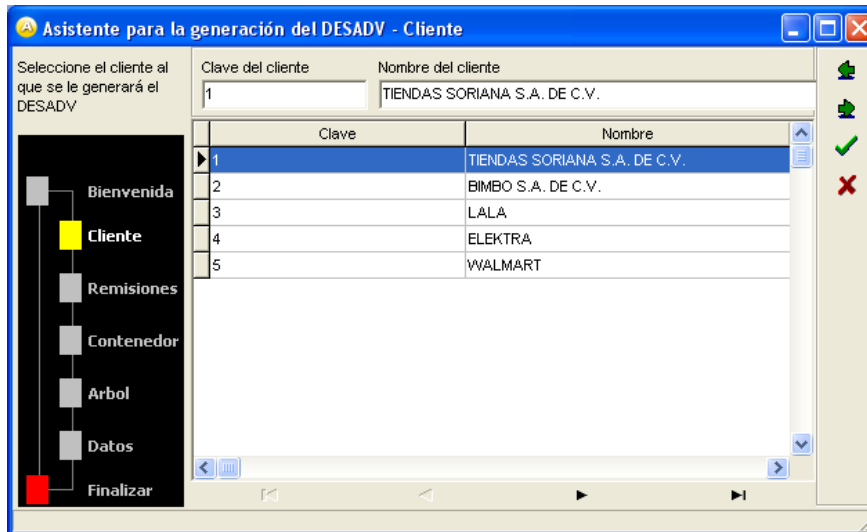 Asistente para la generación del DESADV - Cliente
Seleccione el cliente al
que se le generará el
DESADV
Clave del cliente
Nombre del cliente
1
TIENDAS SORIANA S.A. DE C.V.
Clave
Nombre
1 TIENDAS SORIANA S.A. DE C.V.
2 BIMBO S.A. DE C.V.
3 LALA
4 ELEKTRA
5 WALMART
Bienvenida
Cliente
Remisiones
Contenedor
Arbol
Datos
Finalizar